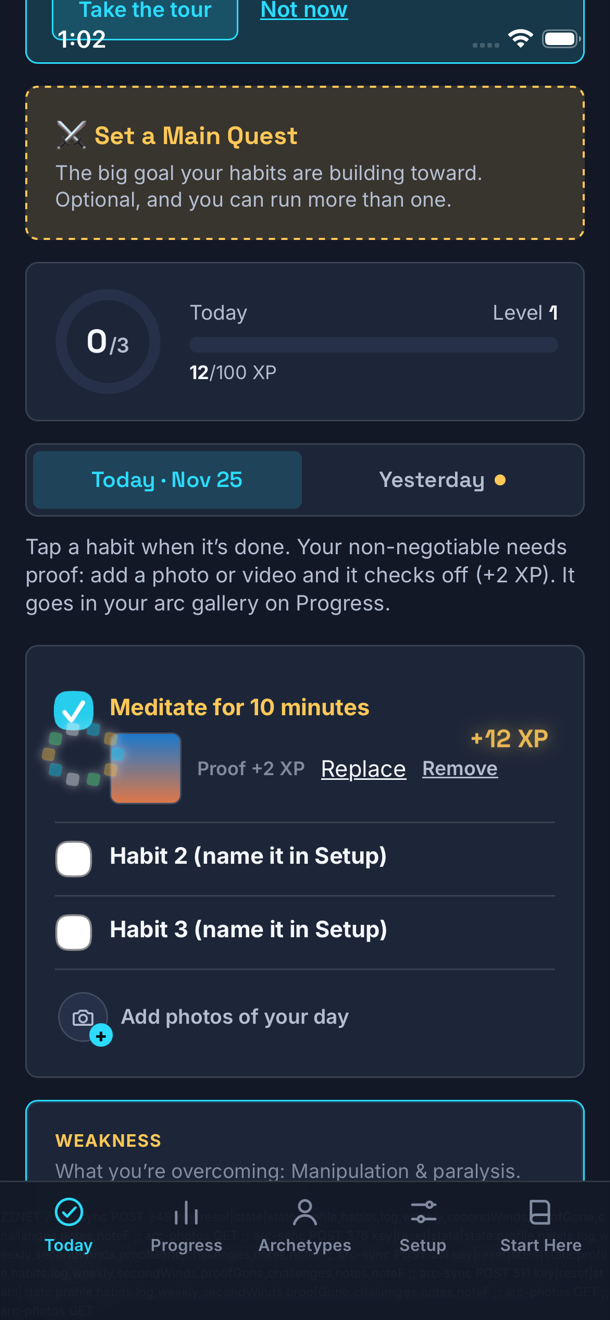 Take the tour
Not now
1:02
Set a Main Quest
The big goal your habits are building toward.
Optional, and you can run more than one.
0/3
Today
Level 1
12/100 XP
Today · Nov 25
Yesterday
Tap a habit when it’s done. Your non-negotiable needs
proof: add a photo or video and it checks off (+2 XP). It
goes in your arc gallery on Progress.
Meditate for 10 minutes
+12 XP
Proof +2 XP
Replace
Remove
Habit 2 (name it in Setup)
Habit 3 (name it in Setup)
Add photos of your day
WEAKNESS
What you’re overcoming: Manipulation & paralysis.
Today
Progress
Archetypes
Setup
Start Here